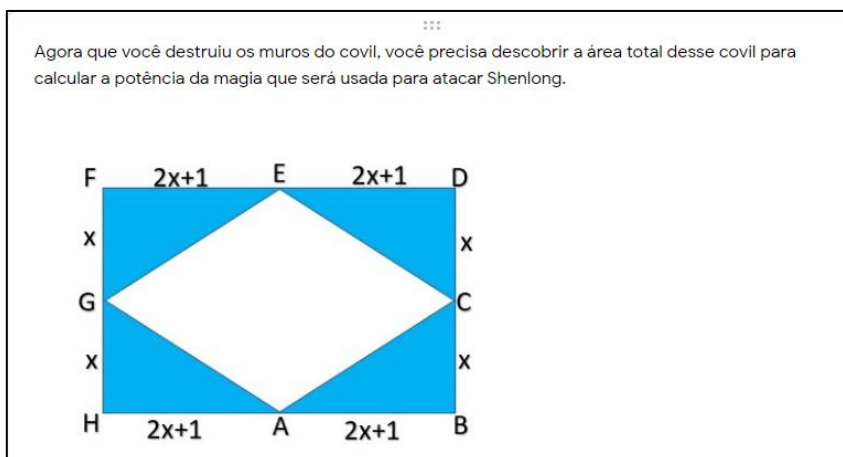 Agora que você destruiu os muros do covil, você precisa descobrir a área total desse covil para
calcular a potência da magia que será usada para atacar Shenlong.
F 2x+1 E 2x+1 D
x x
G C
x x
H 2x+1 A 2x+1 B